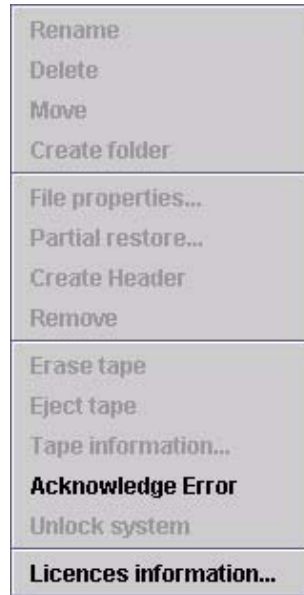 Rename
Delete
Move
Create folder
File properties...
Partial restore...
Create Header
Remove
Erase tape
Eject tape
Tape information...
Acknowledge Error
Unlock system
Licences information...